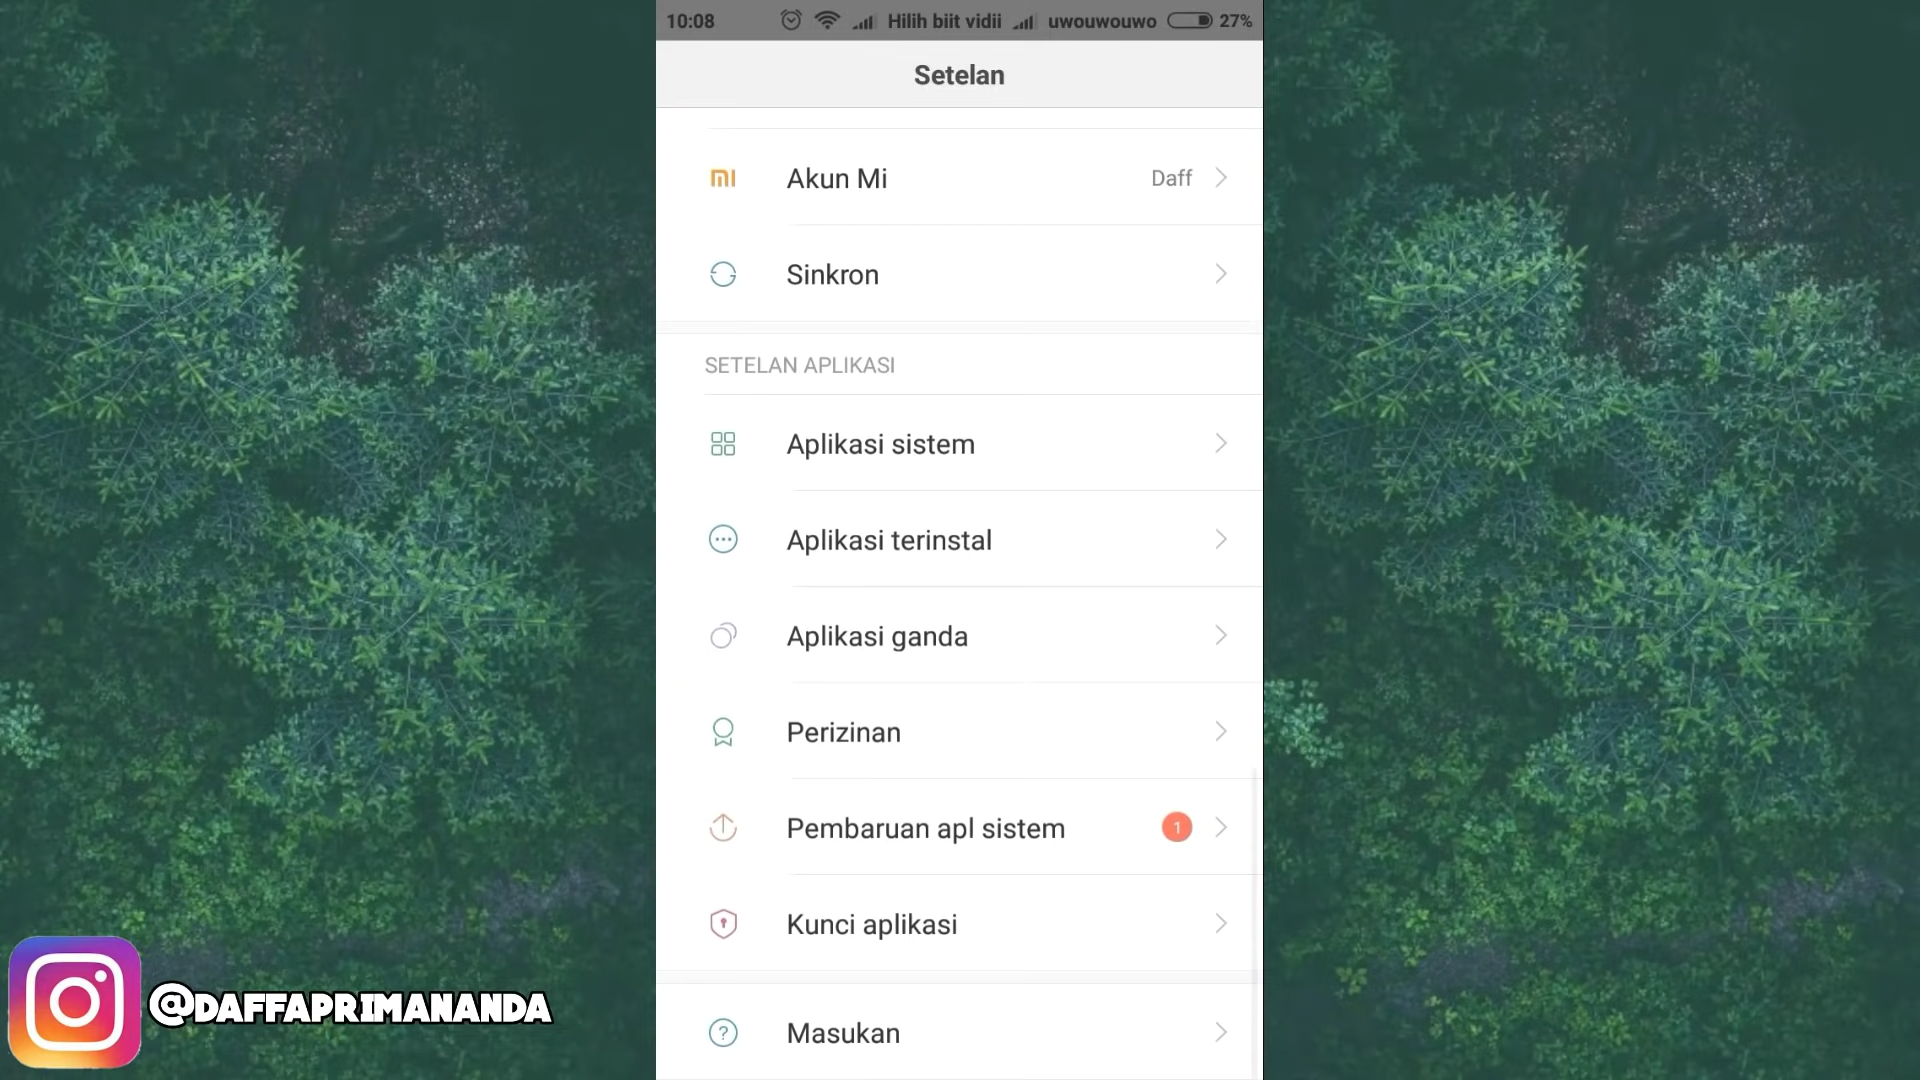 10:08 Hilih biit vidii uwouwouwo 27%
Setelan
Akun Mi Daff
Sinkron
SETELAN APLIKASI
Aplikasi sistem
Aplikasi terinstal
Aplikasi ganda
Perizinan
Pembaruan apl sistem 1
Kunci aplikasi
Masukan
@DAFFAPRIMANANDA